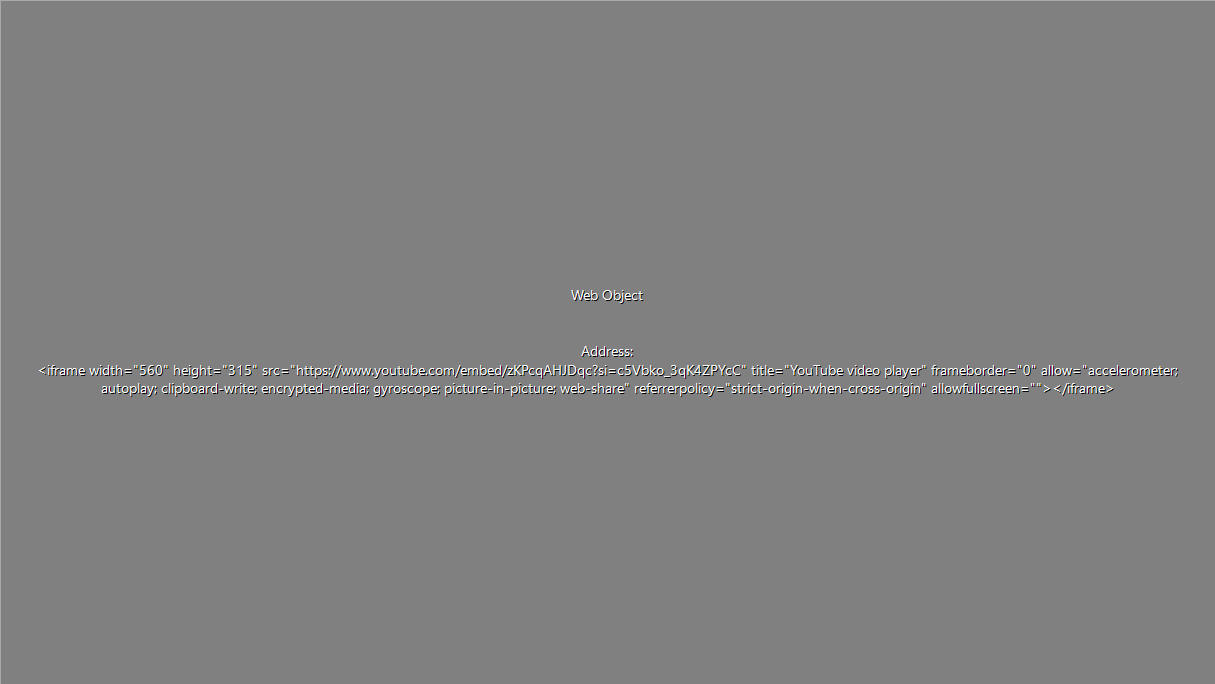 Web Object
Address:
<iframe width="560" height="315" src="https://www.youtube.com/embed/zKPcqAHJDqc?si=c5Vbko_3qK4ZPYcC" title="YouTube video player" frameborder="0" allow="accelerometer;
autoplay; clipboard-write; encrypted-media; gyroscope; picture-in-picture; web-share" referrerpolicy="strict-origin-when-cross-origin" allowfullscreen=""></iframe>